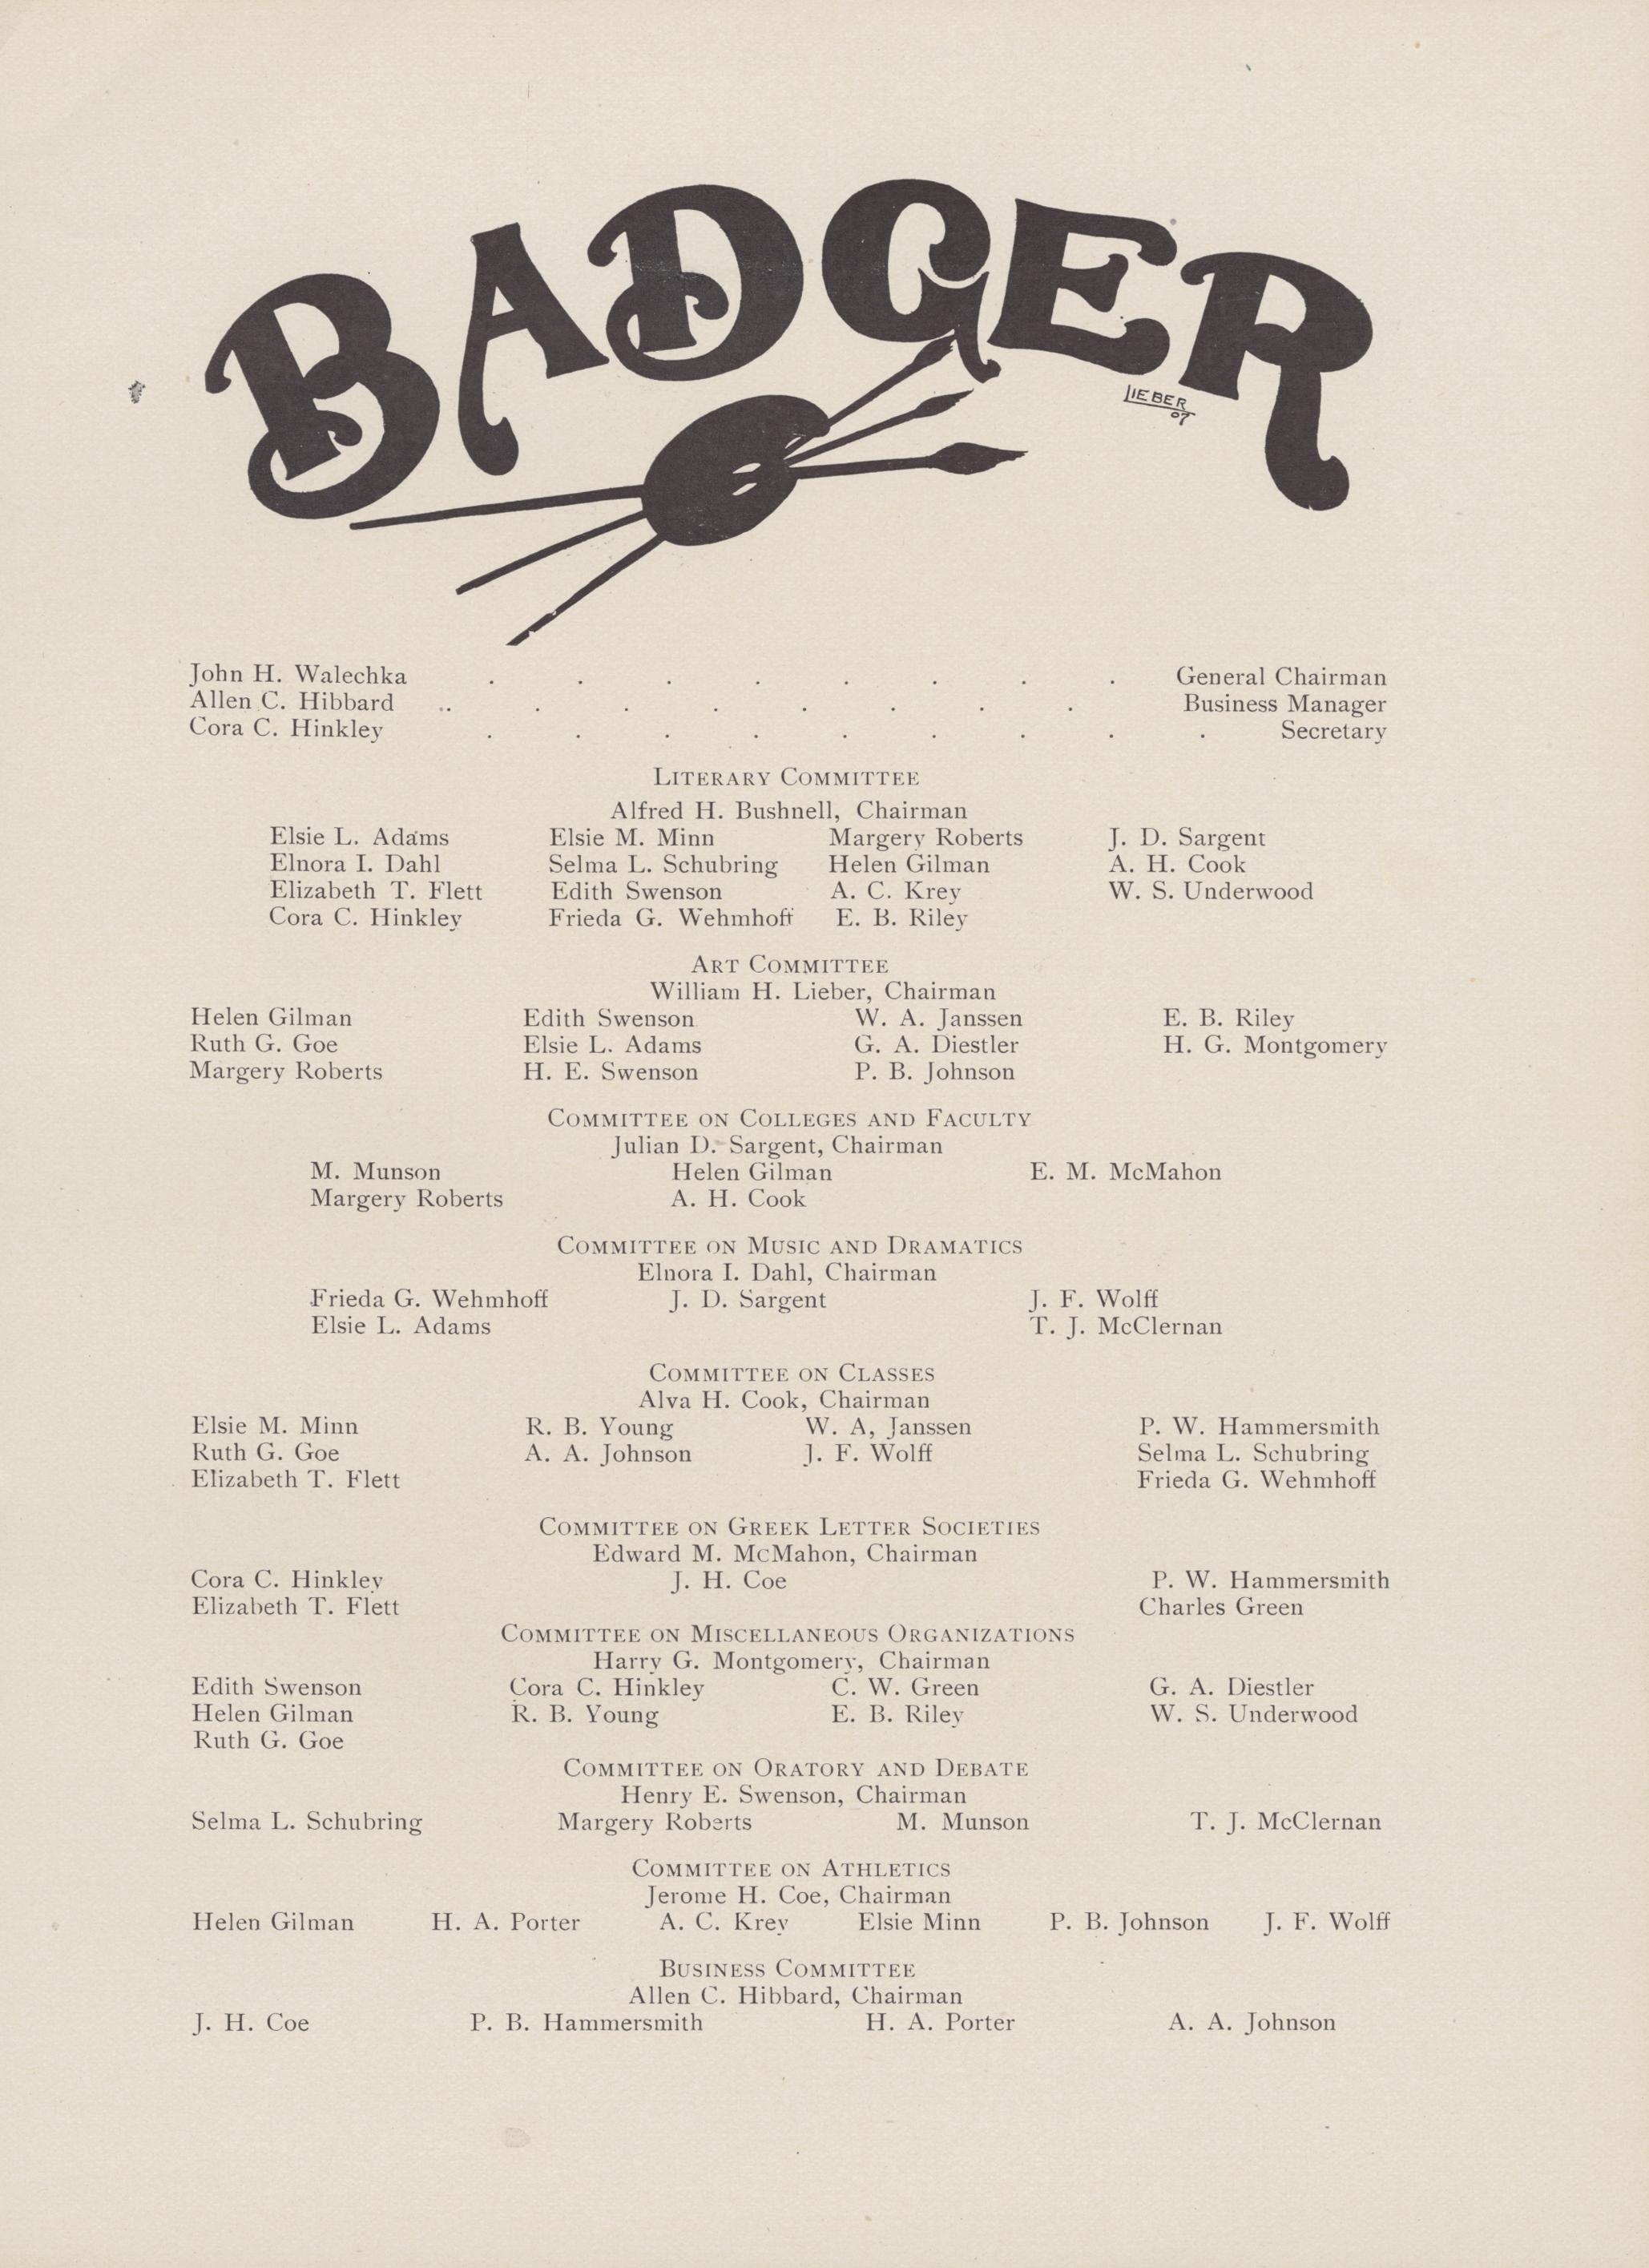 BADGER
LIEBER
07
John H. Walechka . . . . . . . . General Chairman
Allen C. Hibbard .. . . . . . . . Business Manager
Cora C. Hinkley . . . . . . . . . Secretary
LITERARY COMMITTEE
Alfred H. Bushnell, Chairman
Elsie L. Adams Elsie M. Minn Margery Roberts J. D. Sargent
Elnora I. Dahl Selma L. Schubring Helen Gilman A. H. Cook
Elizabeth T. Flett Edith Swenson A. C. Krey W. S. Underwood
Cora C. Hinkley Frieda G. Wehmhoff E. B. Riley
ART COMMITTEE
William H. Lieber, Chairman
Helen Gilman Edith Swenson W. A. Janssen E. B. Riley
Ruth G. Goe Elsie L. Adams G. A. Diestler H. G. Montgomery
Margery Roberts H. E. Swenson P. B. Johnson
COMMITTEE ON COLLEGES AND FACULTY
Julian D. Sargent, Chairman
M. Munson Helen Gilman E. M. McMahon
Margery Roberts A. H. Cook
COMMITTEE ON MUSIC AND DRAMATICS
Elnora I. Dahl, Chairman
Frieda G. Wehmhoff J. D. Sargent J. F. Wolff
Elsie L. Adams T. J. McClernan
COMMITTEE ON CLASSES
Alva H. Cook, Chairman
Elsie M. Minn R. B. Young W. A, Janssen P. W. Hammersmith
Ruth G. Goe A. A. Johnson J. F. Wolff Selma L. Schubring
Elizabeth T. Flett Frieda G. Wehmhoff
COMMITTEE ON GREEK LETTER SOCIETIES
Edward M. McMahon, Chairman
Cora C. Hinkley J. H. Coe P. W. Hammersmith
Elizabeth T. Flett Charles Green
COMMITTEE ON MISCELLANEOUS ORGANIZATIONS
Harry G. Montgomery, Chairman
Edith Swenson Cora C. Hinkley C. W. Green G. A. Diestler
Helen Gilman R. B. Young E. B. Riley W. S. Underwood
Ruth G. Goe
COMMITTEE ON ORATORY AND DEBATE
Henry E. Swenson, Chairman
Selma L. Schubring Margery Roberts M. Munson T. J. McClernan
COMMITTEE ON ATHLETICS
Jerome H. Coe, Chairman
Helen Gilman H. A. Porter A. C. Krey Elsie Minn P. B. Johnson J. F. Wolff
BUSINESS COMMITTEE
Allen C. Hibbard, Chairman
J. H. Coe P. B. Hammersmith H. A. Porter A. A. Johnson